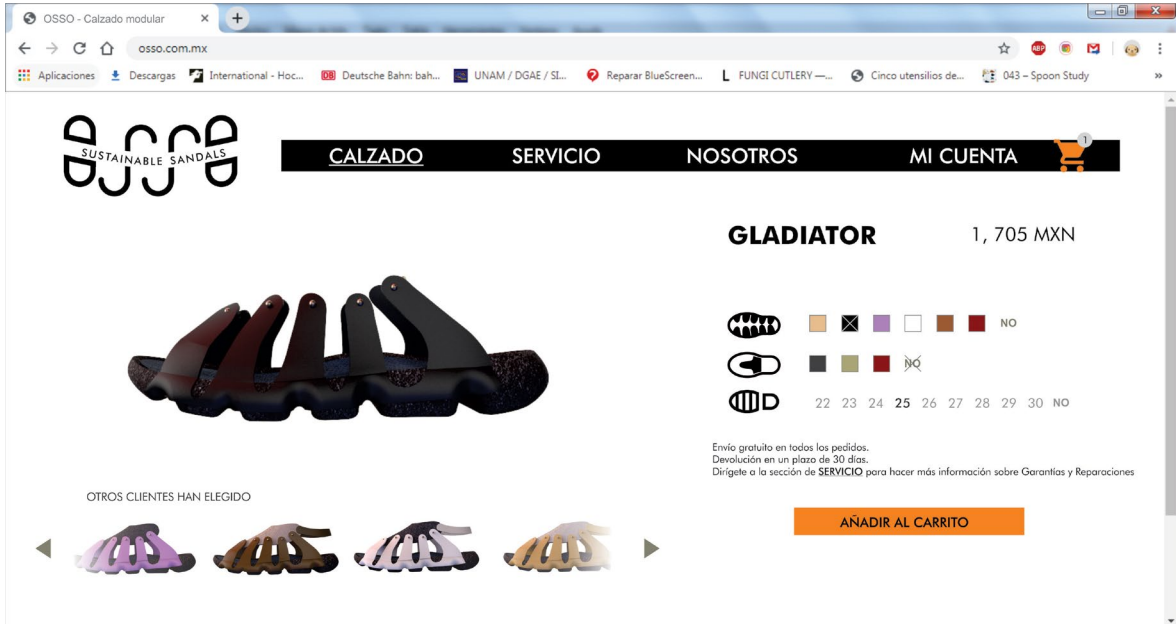 OSSO - Calzado modular
osso.com.mx
ABP
Aplicaciones Descargas International - Hoc... DB Deutsche Bahn: bah... UNAM / DGAE / SI... Reparar BlueScreen... L FUNGI CUTLERY —... Cinco utensilios de... 043 – Spoon Study »
SUSTAINABLE SANDALS
CALZADO SERVICIO NOSOTROS MI CUENTA 1
GLADIATOR 1, 705 MXN
NO
NO
22 23 24 25 26 27 28 29 30 NO
Envío gratuito en todos los pedidos.
Devolución en un plazo de 30 días.
Dirígete a la sección de SERVICIO para hacer más información sobre Garantías y Reparaciones
OTROS CLIENTES HAN ELEGIDO
AÑADIR AL CARRITO